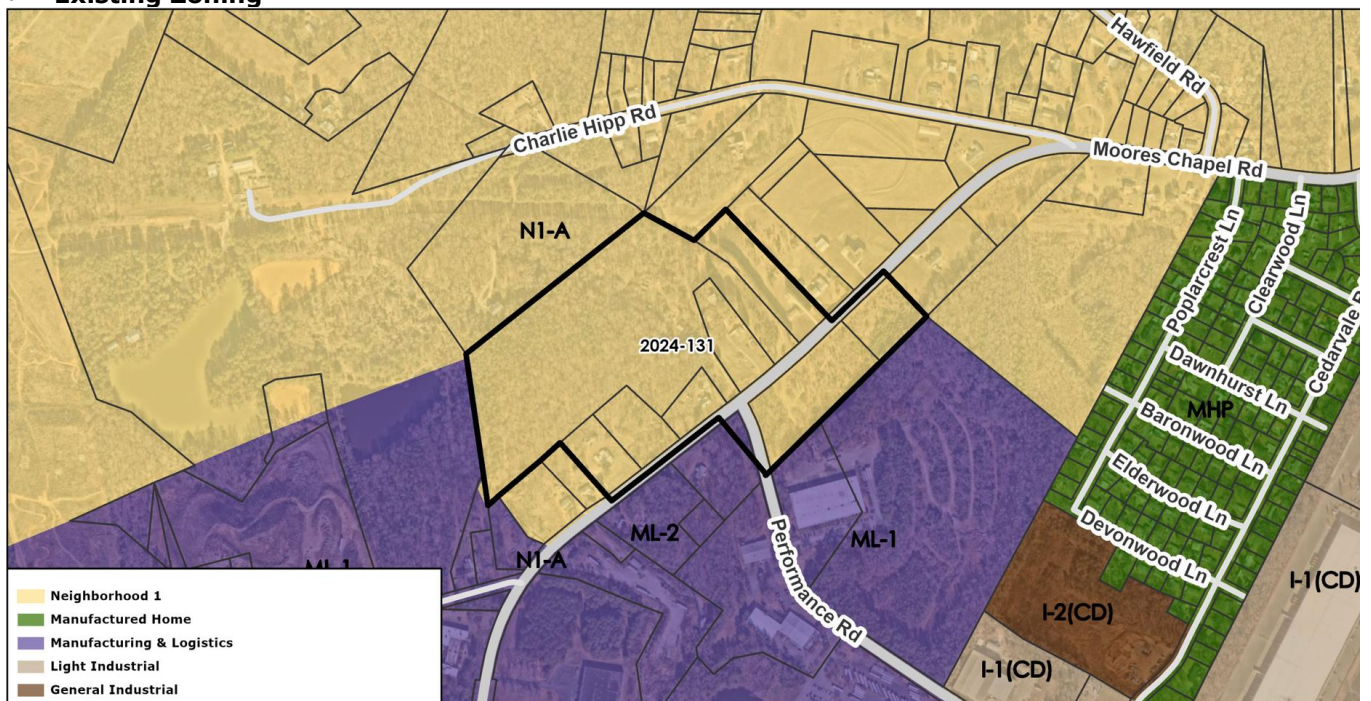 Existing Zoning
Hawfield Rd
Charlie Hipp Rd
Moores Chapel Rd
N1-A
Poplarcrest Ln
Clearwood Ln
2024-131
Cedarvale
Dawnhurst Ln
MHP
Baronwood Ln
Elderwood Ln
Devonwood Ln
ML-2
ML-1
Performance Rd
N1-A
ML-1
I-1(CD)
I-2(CD)
I-1(CD)
Neighborhood 1
Manufactured Home
Manufacturing & Logistics
Light Industrial
General Industrial